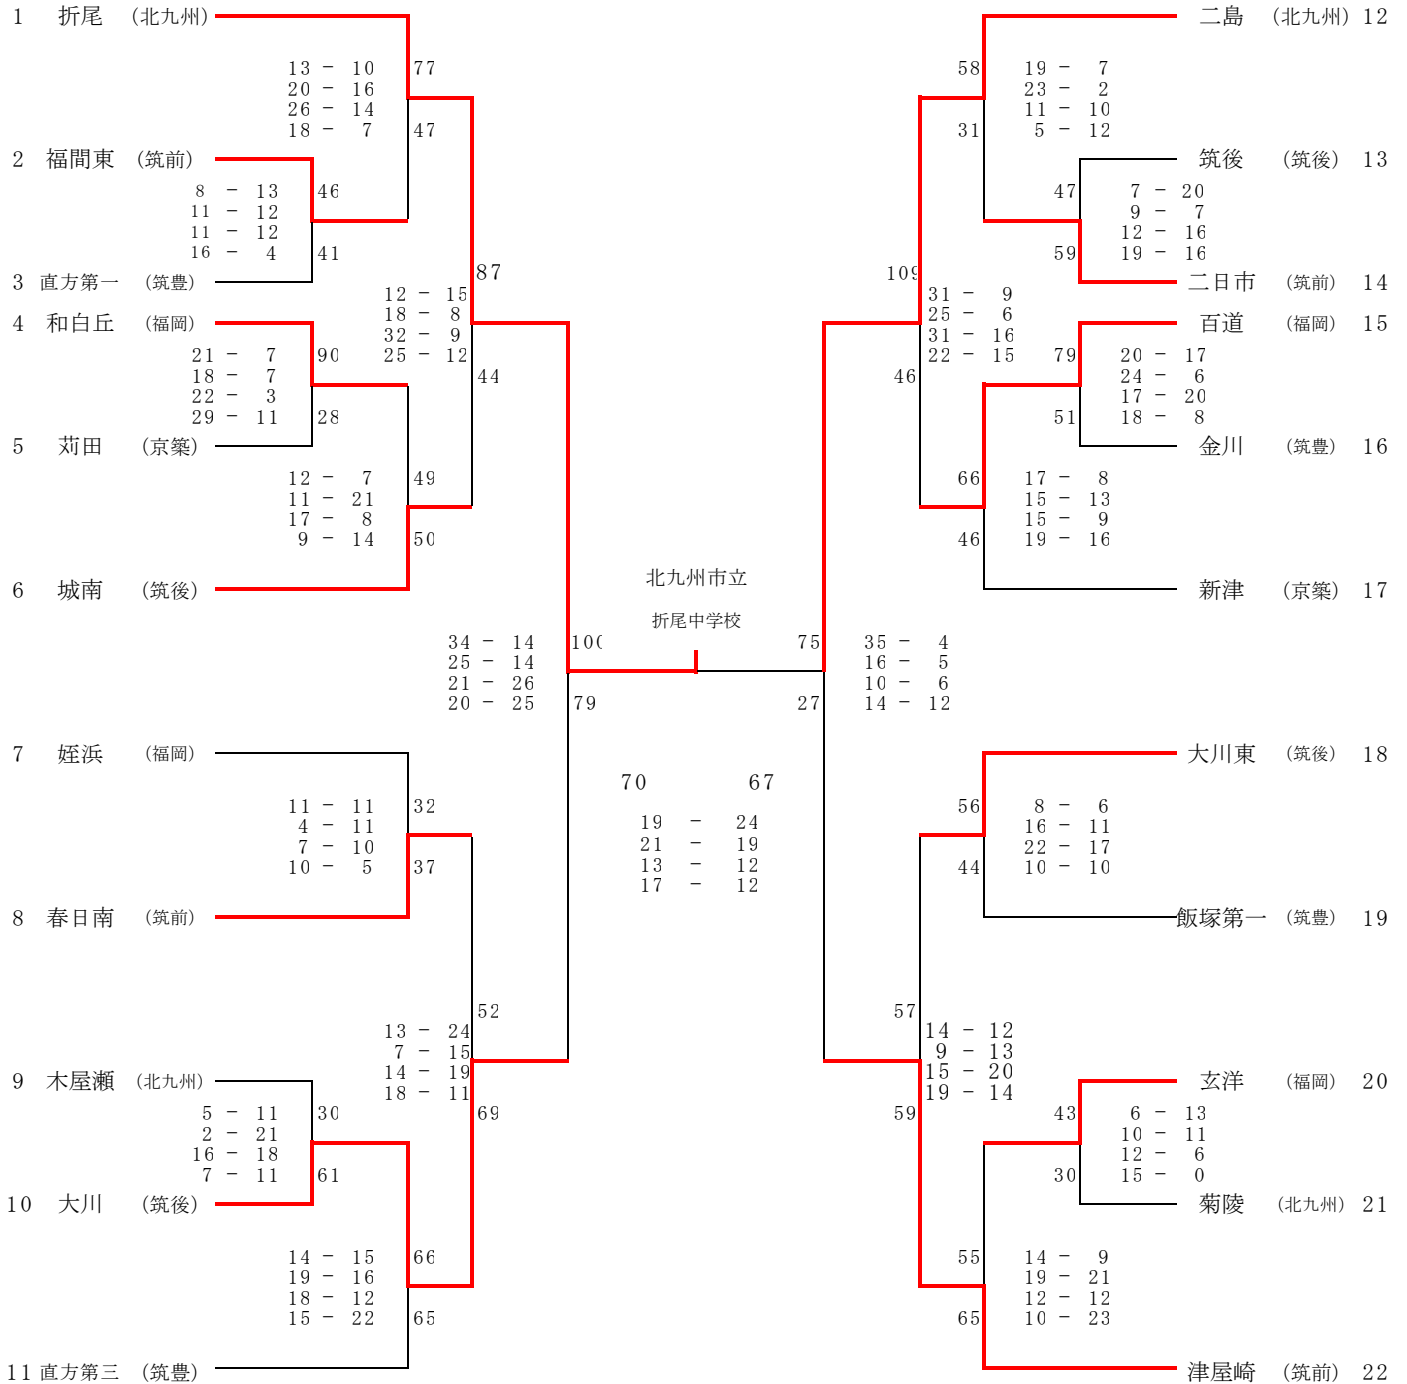 1 折尾 (北九州)
13 - 10 77
20 - 16
26 - 14
18 - 7 47
2 福間東 (筑前)
8 - 13 46
11 - 12
11 - 12
16 - 4 41
3 直方第一 (筑豊)
87
12 - 15
18 - 8
32 - 9
25 - 12
44
4 和白丘 (福岡)
21 - 7 90
18 - 7
22 - 3
29 - 11 28
5 苅田 (京築)
12 - 7 49
11 - 21
17 - 8
9 - 14 50
6 城南 (筑後)
34 - 14 100
25 - 14
21 - 26
20 - 25 79
7 姪浜 (福岡)
11 - 11 32
4 - 11
7 - 10
10 - 5 37
8 春日南 (筑前)
52
13 - 24
7 - 15
14 - 19
18 - 11
69
9 木屋瀬 (北九州)
5 - 11 30
2 - 21
16 - 18
7 - 11 61
10 大川 (筑後)
14 - 15 66
19 - 16
18 - 12
15 - 22 65
11 直方第三 (筑豊)
北九州市立
折尾中学校
70 67
19 - 24
21 - 19
13 - 12
17 - 12
二島 (北九州) 12
58 19 - 7
23 - 2
11 - 10
31 5 - 12
筑後 (筑後) 13
47 7 - 20
9 - 7
12 - 16
59 19 - 16
二日市 (筑前) 14
109
31 - 9
25 - 6
31 - 16
22 - 15
46
百道 (福岡) 15
79 20 - 17
24 - 6
17 - 20
51 18 - 8
金川 (筑豊) 16
66 17 - 8
15 - 13
15 - 9
46 19 - 16
新津 (京築) 17
75 35 - 4
16 - 5
10 - 6
27 14 - 12
大川東 (筑後) 18
56 8 - 6
16 - 11
22 - 17
44 10 - 10
飯塚第一 (筑豊) 19
57
14 - 12
9 - 13
15 - 20
19 - 14
59
玄洋 (福岡) 20
43 6 - 13
10 - 11
12 - 6
30 15 - 0
菊陵 (北九州) 21
55 14 - 9
19 - 21
12 - 12
65 10 - 23
津屋崎 (筑前) 22